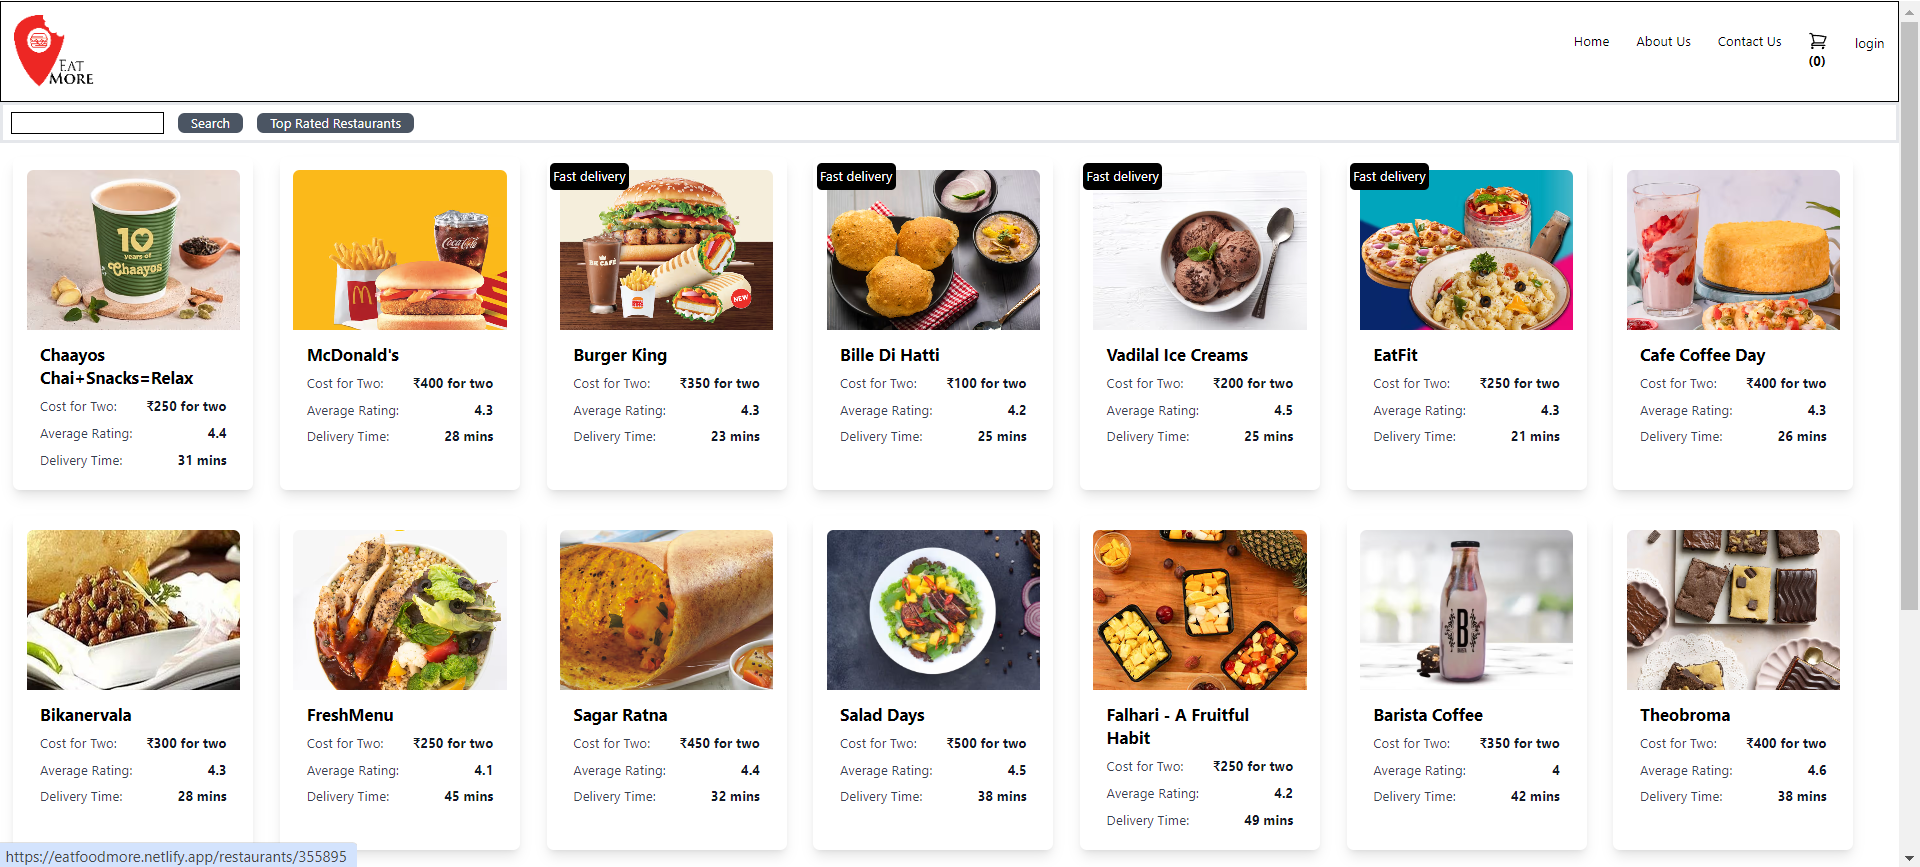 EAT
MORE
Home
About Us
Contact Us
(0)
login
Search
Top Rated Restaurants
10
years of
Chaayos
Chaayos
Chai+Snacks=Relax
Cost for Two: ₹250 for two
Average Rating: 4.4
Delivery Time: 31 mins
Coca-Cola
McDonald's
Cost for Two: ₹400 for two
Average Rating: 4.3
Delivery Time: 28 mins
Fast delivery
BK CAFE
NEW
Burger King
Cost for Two: ₹350 for two
Average Rating: 4.3
Delivery Time: 23 mins
Fast delivery
Bille Di Hatti
Cost for Two: ₹100 for two
Average Rating: 4.2
Delivery Time: 25 mins
Fast delivery
Vadilal Ice Creams
Cost for Two: ₹200 for two
Average Rating: 4.5
Delivery Time: 25 mins
Fast delivery
EatFit
Cost for Two: ₹250 for two
Average Rating: 4.3
Delivery Time: 21 mins
Cafe Coffee Day
Cost for Two: ₹400 for two
Average Rating: 4.3
Delivery Time: 26 mins
Bikanervala
Cost for Two: ₹300 for two
Average Rating: 4.3
Delivery Time: 28 mins
FreshMenu
Cost for Two: ₹250 for two
Average Rating: 4.1
Delivery Time: 45 mins
Sagar Ratna
Cost for Two: ₹450 for two
Average Rating: 4.4
Delivery Time: 32 mins
Salad Days
Cost for Two: ₹500 for two
Average Rating: 4.5
Delivery Time: 38 mins
Falhari - A Fruitful
Habit
Cost for Two: ₹250 for two
Average Rating: 4.2
Delivery Time: 49 mins
B
Barista Coffee
Cost for Two: ₹350 for two
Average Rating: 4
Delivery Time: 42 mins
Theobroma
Cost for Two: ₹400 for two
Average Rating: 4.6
Delivery Time: 38 mins
https://eatfoodmore.netlify.app/restaurants/355895